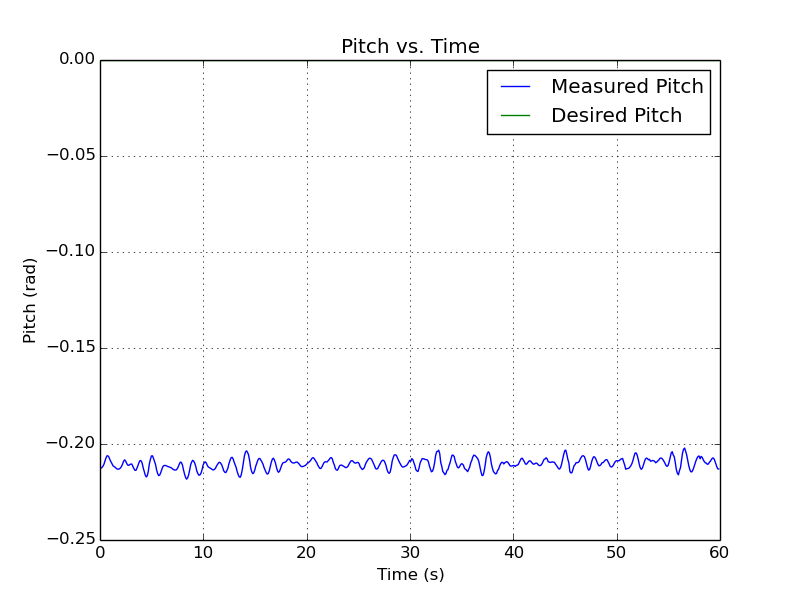 Pitch vs. Time
Measured Pitch
Desired Pitch
0.00
−0.05
−0.10
−0.15
−0.20
−0.25
Pitch (rad)
0 10 20 30 40 50 60
Time (s)